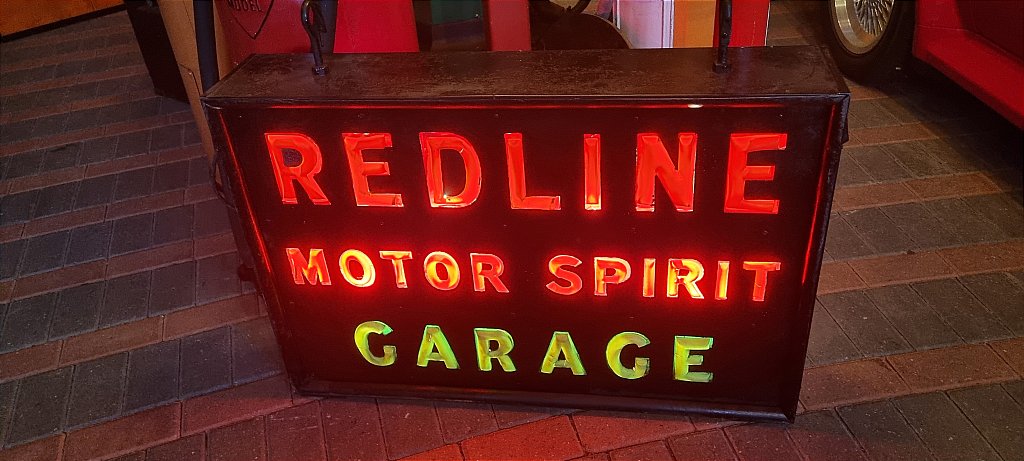 REDLINE
MOTOR SPIRIT
GARAGE